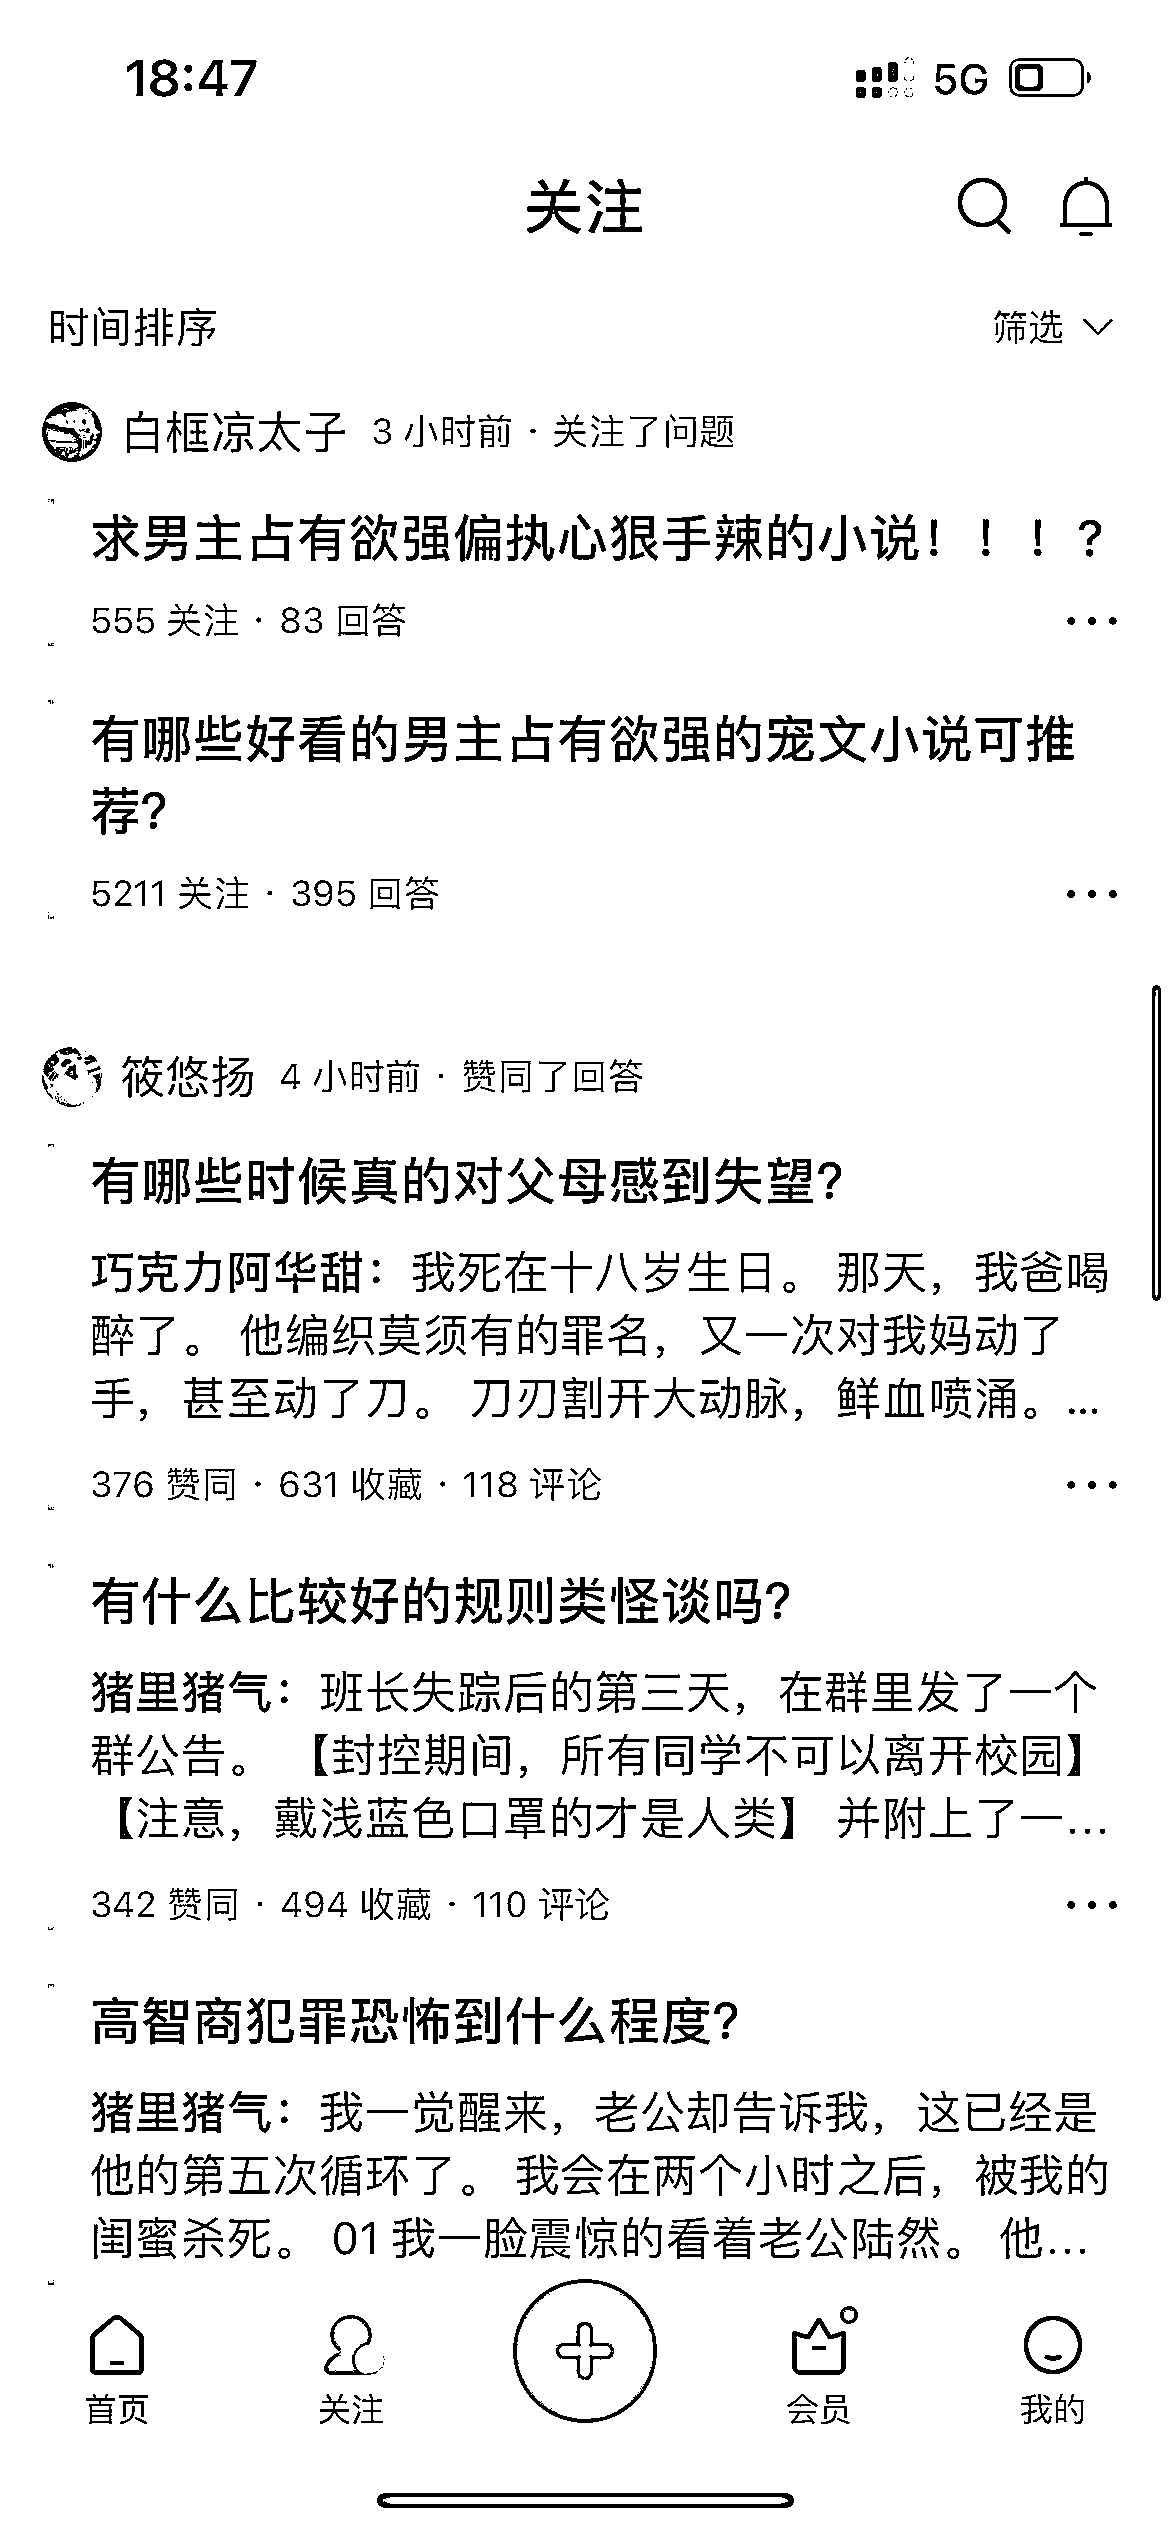 18:47
5G
关注
时间排序
筛选
白框凉太子 3 小时前 · 关注了问题
求男主占有欲强偏执心狠手辣的小说！！！?
555 关注 · 83 回答
有哪些好看的男主占有欲强的宠文小说可推
荐?
5211 关注 · 395 回答
筱悠扬 4 小时前 · 赞同了回答
有哪些时候真的对父母感到失望?
巧克力阿华甜：我死在十八岁生日。 那天，我爸喝
醉了。 他编织莫须有的罪名，又一次对我妈动了
手，甚至动了刀。 刀刃割开大动脉，鲜血喷涌。...
376 赞同 · 631 收藏 · 118 评论
有什么比较好的规则类怪谈吗?
猪里猪气：班长失踪后的第三天，在群里发了一个
群公告。 【封控期间，所有同学不可以离开校园】
【注意，戴浅蓝色口罩的才是人类】 并附上了一...
342 赞同 · 494 收藏 · 110 评论
高智商犯罪恐怖到什么程度?
猪里猪气：我一觉醒来，老公却告诉我，这已经是
他的第五次循环了。 我会在两个小时之后，被我的
闺蜜杀死。 01 我一脸震惊的看着老公陆然。 他...
首页
关注
会员
我的